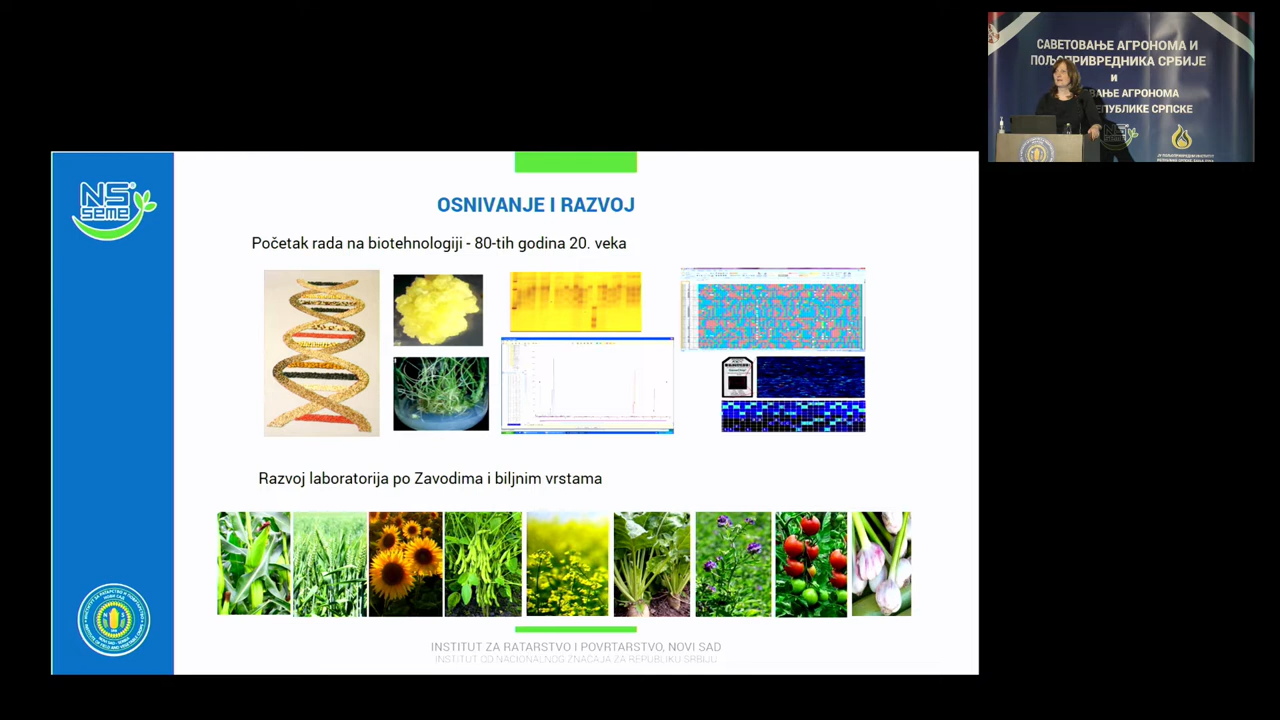 САВЕТОВАЊЕ АГРОНОМА И
ПОЉОПРИВРЕДНИКА СРБИЈЕ
и
АГРОНОМА
РЕПУБЛИКЕ СРПСКЕ
NS
seme
OSNIVANJE I RAZVOJ
Početak rada na biotehnologiji - 80-tih godina 20. veka
Razvoj laboratorija po Zavodima i biljnim vrstama
INSTITUT ZA RATARSTVO I POVRTARSTVO, NOVI SAD
INSTITUT OD NACIONALNOG ZNAČAJA ZA REPUBLIKU SRBIJU